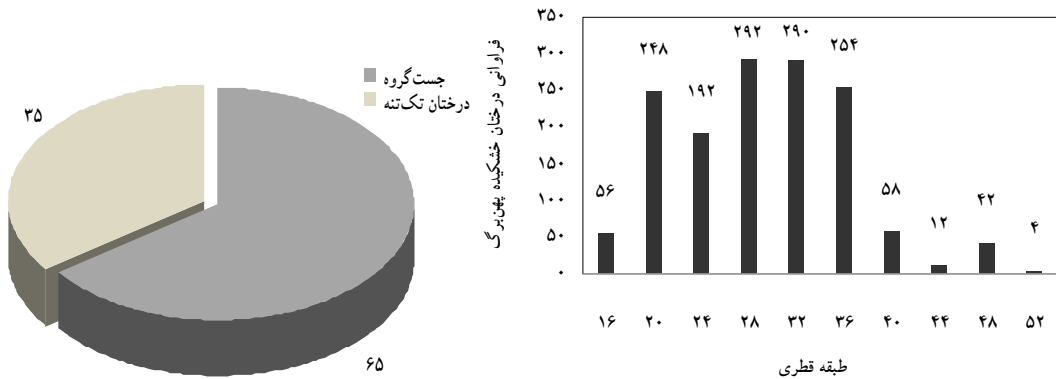 جست‌گروه
درختان تک‌تنه
۳۵
۶۵
فراوانی درختان خشکیده پهن‌برگ
۳۵۰
۳۰۰
۲۵۰
۲۰۰
۱۵۰
۱۰۰
۵۰
۰
۵۶ ۲۴۸ ۱۹۲ ۲۹۲ ۲۹۰ ۲۵۴ ۵۸ ۱۲ ۴۲ ۴
۱۶ ۲۰ ۲۴ ۲۸ ۳۲ ۳۶ ۴۰ ۴۴ ۴۸ ۵۲
طبقه قطری